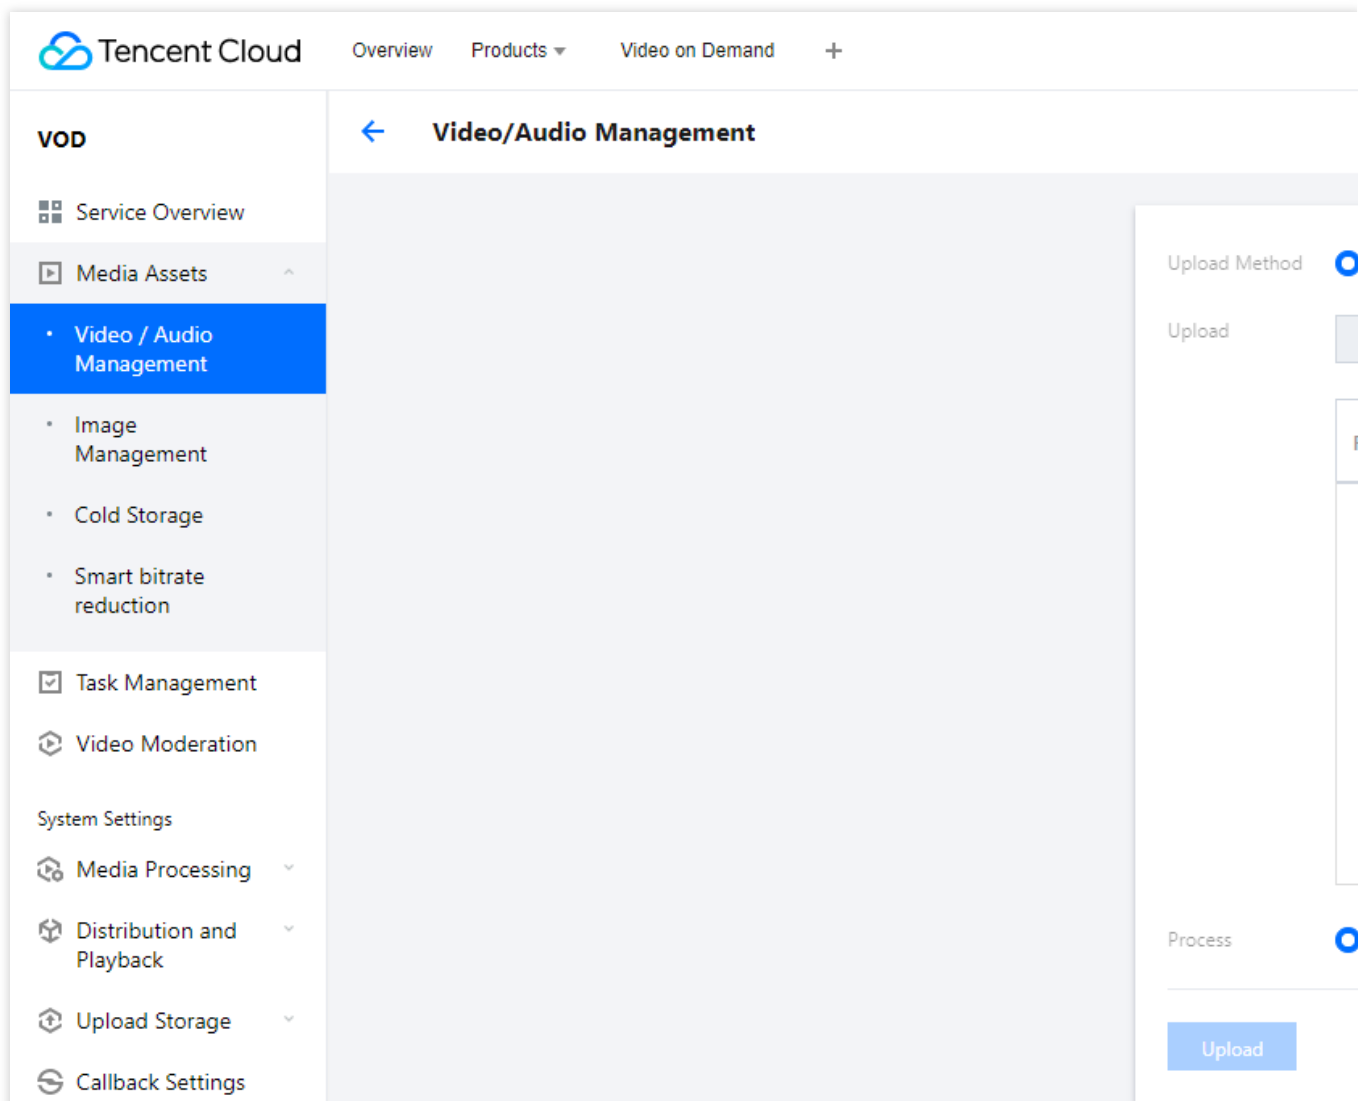 Tencent Cloud
Overview
Products
Video on Demand
+
VOD
Video/Audio Management
Service Overview
Media Assets
Video / Audio
Management
Image
Management
Cold Storage
Smart bitrate
reduction
Task Management
Video Moderation
System Settings
Media Processing
Distribution and
Playback
Upload Storage
Callback Settings
Upload Method
Upload
Process
Upload